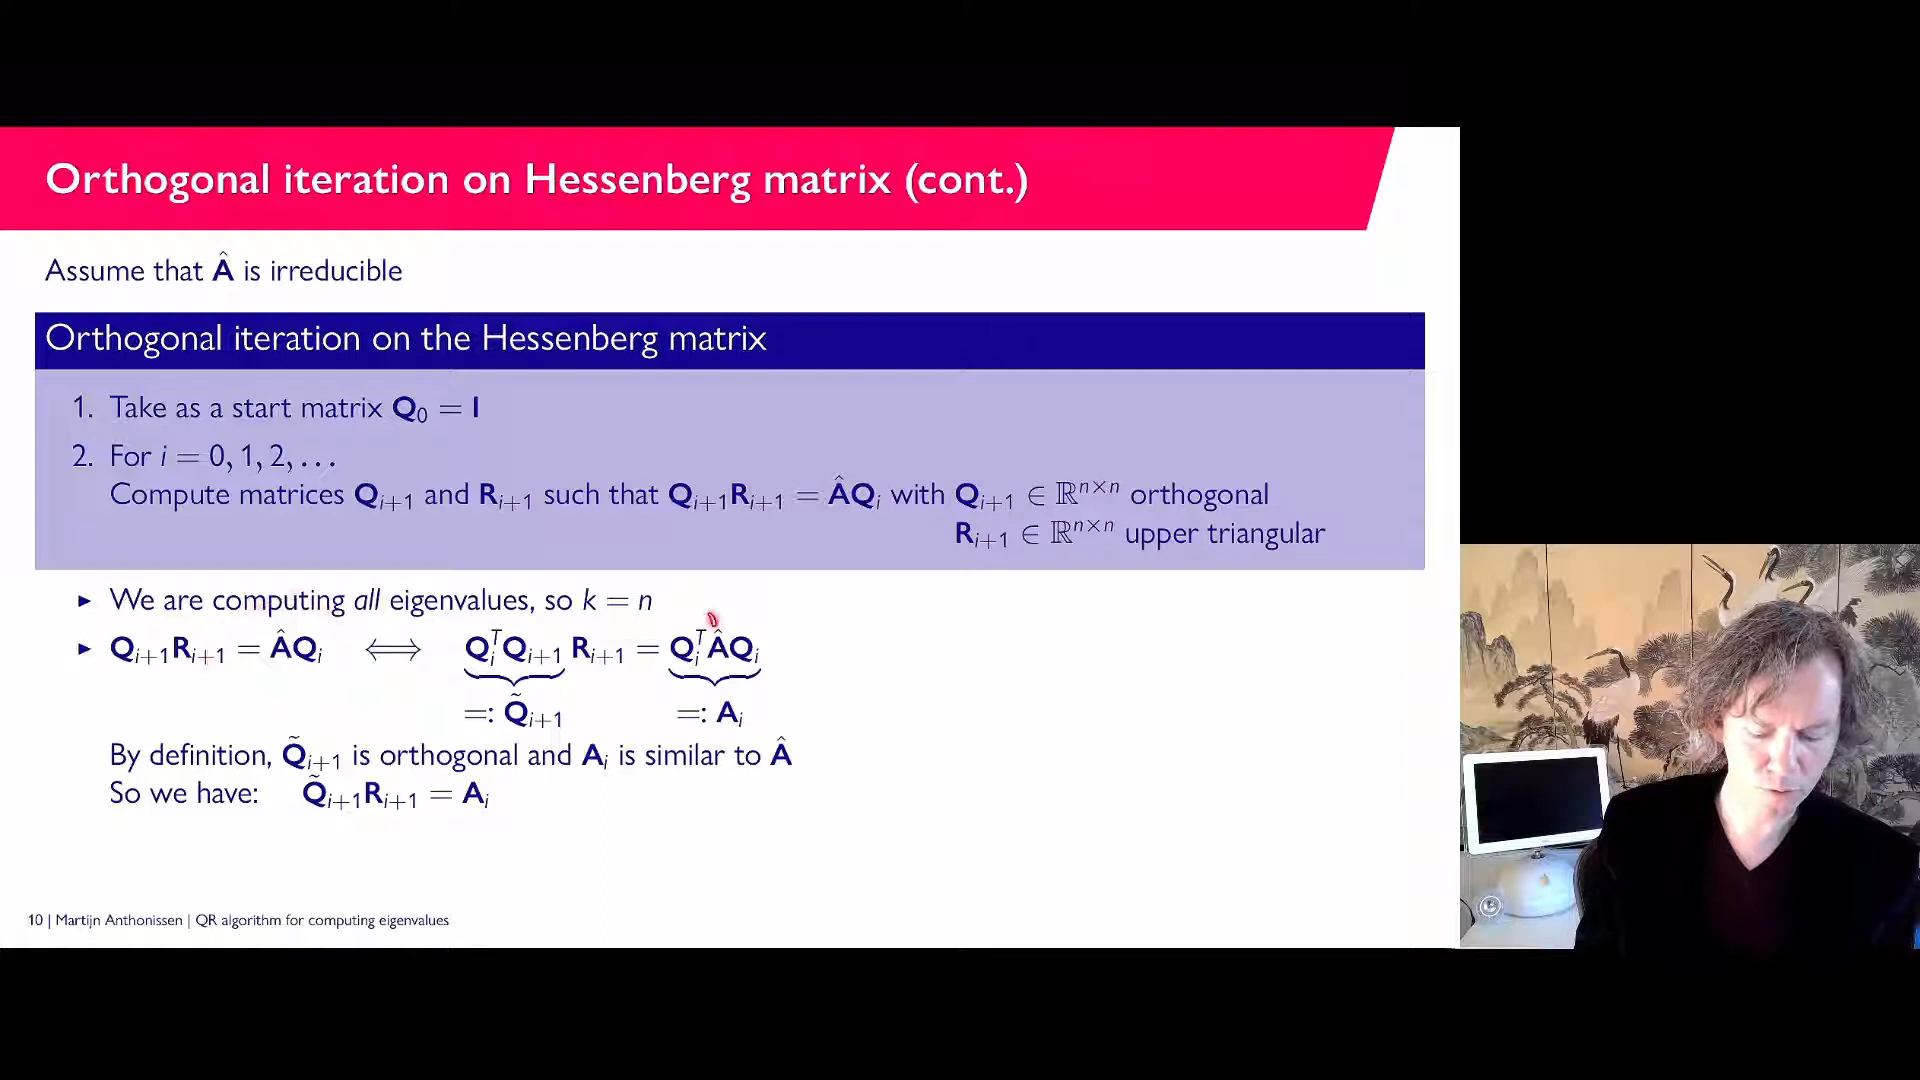 Orthogonal iteration on Hessenberg matrix (cont.)
Assume that Â is irreducible
Orthogonal iteration on the Hessenberg matrix
1. Take as a start matrix Q₀ = I
2. For i = 0, 1, 2, …
Compute matrices Qᵢ₊₁ and Rᵢ₊₁ such that Qᵢ₊₁Rᵢ₊₁ = ÂQᵢ with Qᵢ₊₁ ∈ ℝⁿˣⁿ orthogonal
Rᵢ₊₁ ∈ ℝⁿˣⁿ upper triangular
▸ We are computing all eigenvalues, so k = n
▸ Qᵢ₊₁Rᵢ₊₁ = ÂQᵢ ⟺ QᵢᵀQᵢ₊₁ Rᵢ₊₁ = QᵢᵀÂQᵢ
=: Q̃ᵢ₊₁ =: Aᵢ
By definition, Q̃ᵢ₊₁ is orthogonal and Aᵢ is similar to Â
So we have: Q̃ᵢ₊₁Rᵢ₊₁ = Aᵢ
10 | Martijn Anthonissen | QR algorithm for computing eigenvalues